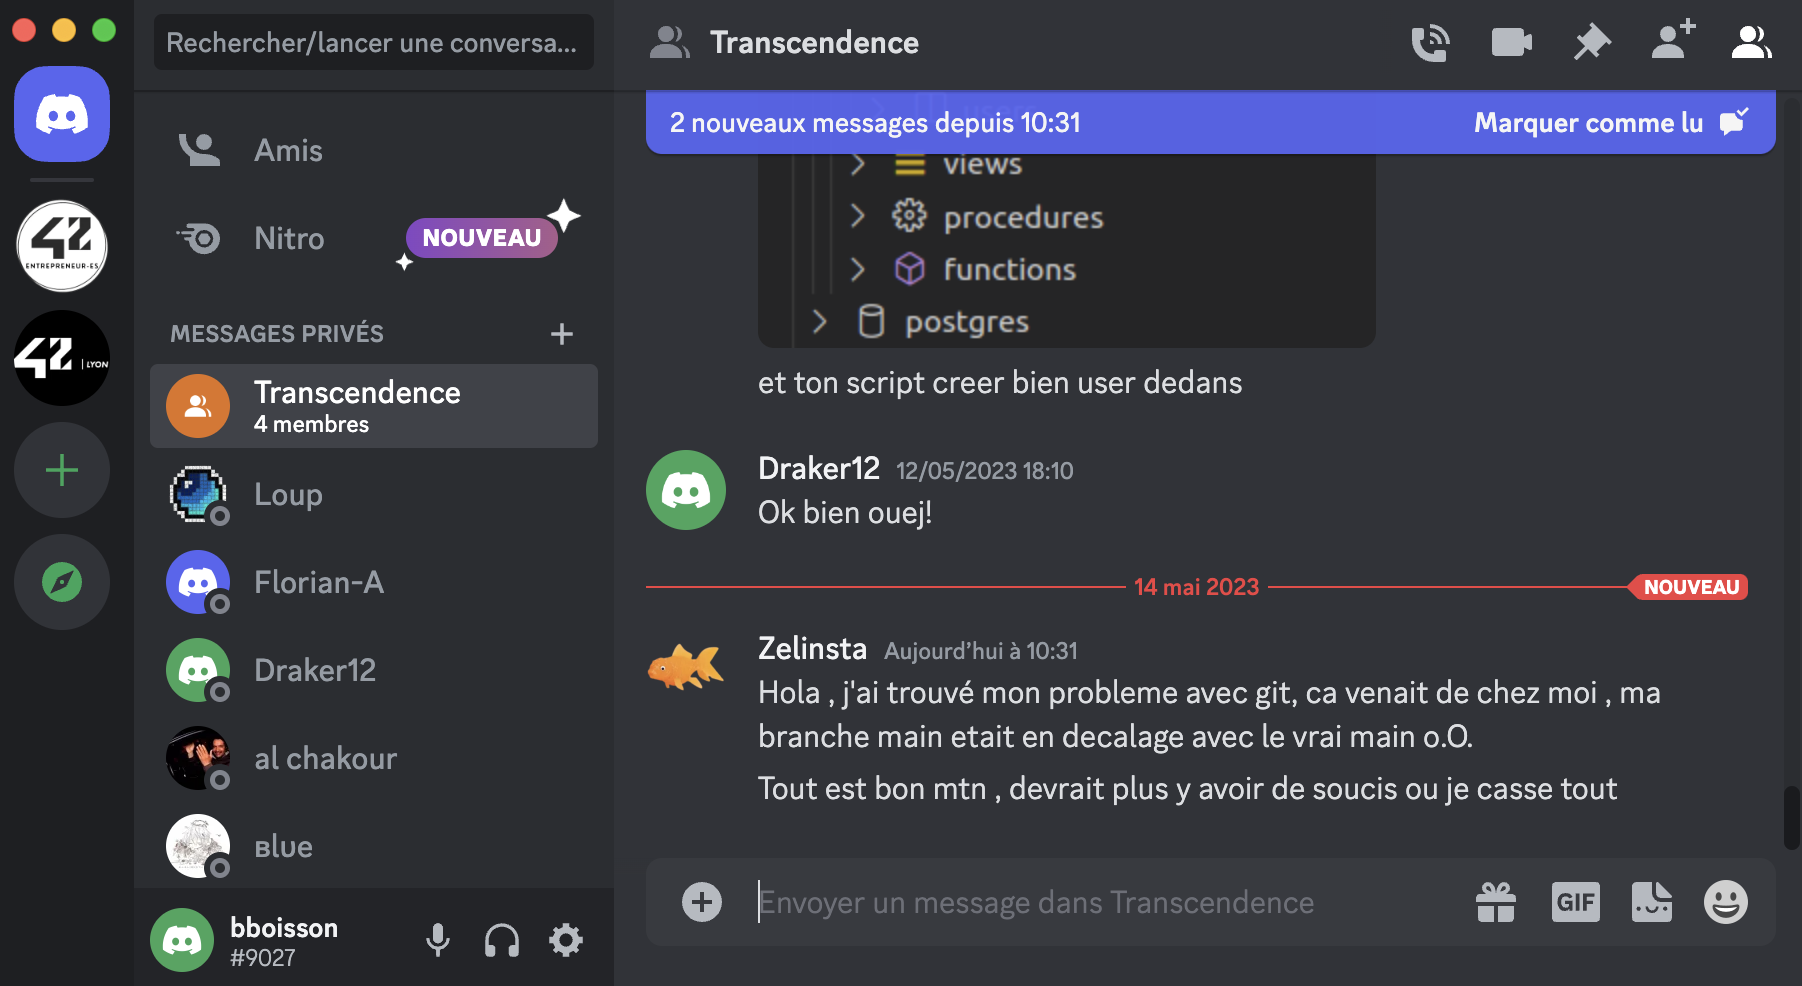 Rechercher/lancer une conversa...
Transcendence
2 nouveaux messages depuis 10:31
Marquer comme lu
Amis
Nitro
NOUVEAU
42
ENTREPRENEUR·ES
42 | LYON
MESSAGES PRIVÉS
Transcendence
4 membres
Loup
Florian-A
Draker12
al chakour
вlue
bboisson
#9027
users
views
procedures
functions
postgres
et ton script creer bien user dedans
Draker12 12/05/2023 18:10
Ok bien ouej!
14 mai 2023
NOUVEAU
Zelinsta Aujourd’hui à 10:31
Hola , j'ai trouvé mon probleme avec git, ca venait de chez moi , ma
branche main etait en decalage avec le vrai main o.O.
Tout est bon mtn , devrait plus y avoir de soucis ou je casse tout
Envoyer un message dans Transcendence
GIF